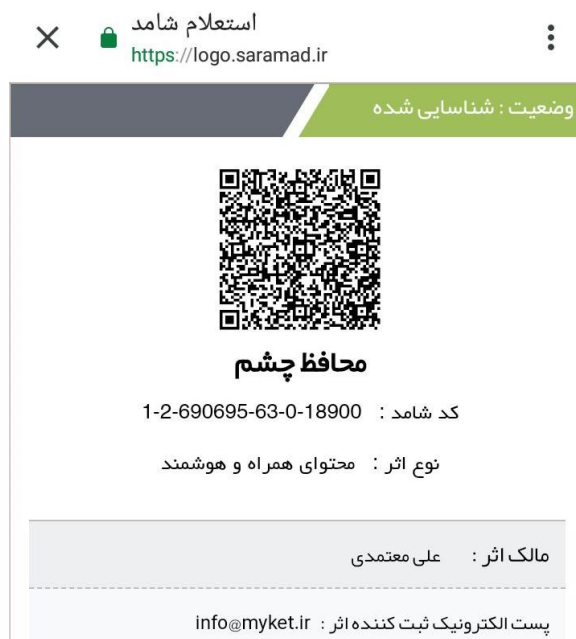 استعلام شامد
https://logo.saramad.ir
وضعیت : شناسایی شده
محافظ چشم
کد شامد : 1-2-690695-63-0-18900
نوع اثر : محتوای همراه و هوشمند
مالک اثر : علی معتمدی
پست الکترونیک ثبت کننده اثر : info@myket.ir